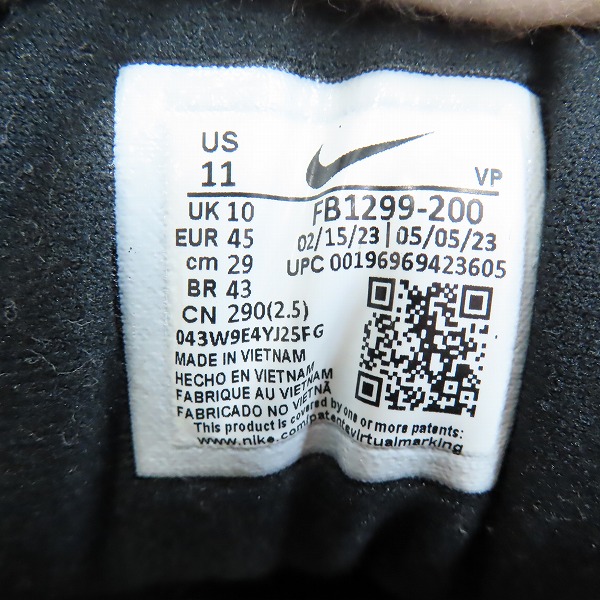 US
11
VP
UK 10
FB1299-200
EUR 45
02/15/23 | 05/05/23
cm 29
UPC 00196969423605
BR 43
CN 290(2.5)
043W9E4YJ25FG
MADE IN VIETNAM
HECHO EN VIETNAM
FABRIQUE AU VIETNAM
FABRICADO NO VIETNÃ
This product is covered by one or more patents:
www.nike.com/patentsvirtualmarking